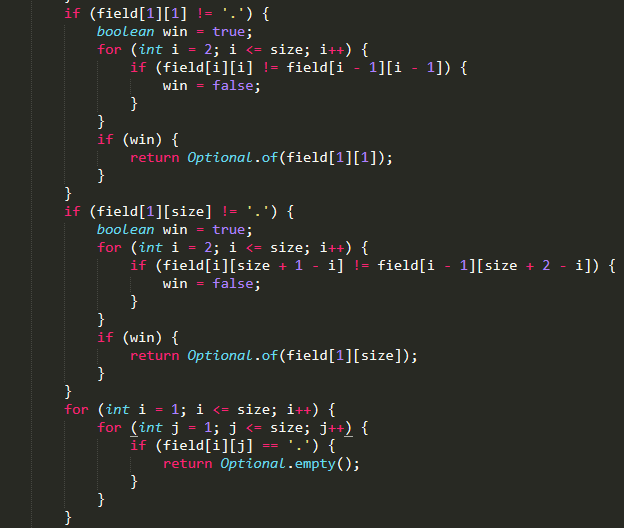 }
if (field[1][1] != '.') {
boolean win = true;
for (int i = 2; i <= size; i++) {
if (field[i][i] != field[i - 1][i - 1]) {
win = false;
}
}
if (win) {
return Optional.of(field[1][1]);
}
}
if (field[1][size] != '.') {
boolean win = true;
for (int i = 2; i <= size; i++) {
if (field[i][size + 1 - i] != field[i - 1][size + 2 - i]) {
win = false;
}
}
if (win) {
return Optional.of(field[1][size]);
}
}
for (int i = 1; i <= size; i++) {
for (int j = 1; j <= size; j++) {
if (field[i][j] == '.') {
return Optional.empty();
}
}
}